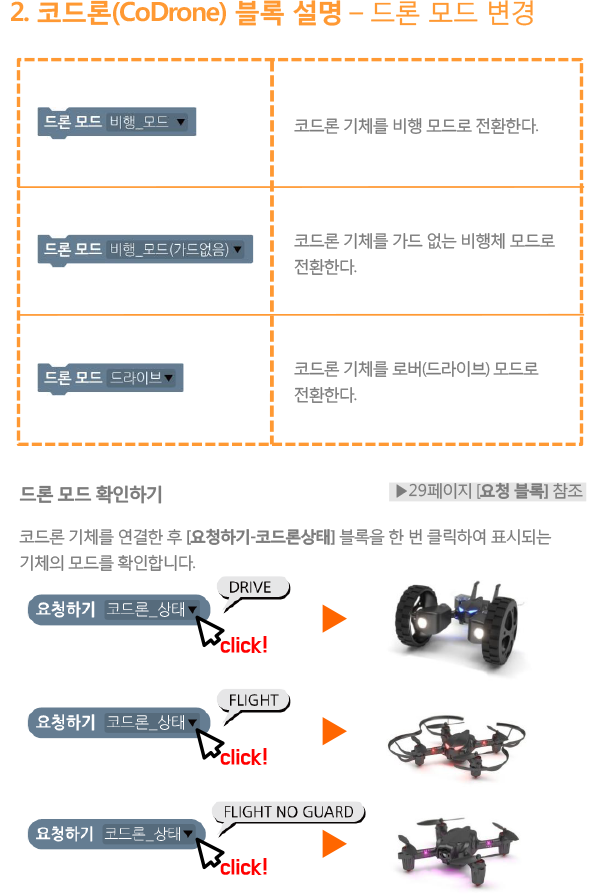 2. 코드론(CoDrone) 블록 설명 – 드론 모드 변경
드론 모드 비행_모드 ▼
코드론 기체를 비행 모드로 전환한다.
드론 모드 비행_모드(가드없음) ▼
코드론 기체를 가드 없는 비행체 모드로
전환한다.
드론 모드 드라이브 ▼
코드론 기체를 로버(드라이브) 모드로
전환한다.
드론 모드 확인하기
▶29페이지 [요청 블록] 참조
코드론 기체를 연결한 후 [요청하기-코드론상태] 블록을 한 번 클릭하여 표시되는
기체의 모드를 확인합니다.
DRIVE
요청하기 코드론_상태▼
click!
FLIGHT
요청하기 코드론_상태▼
click!
FLIGHT NO GUARD
요청하기 코드론_상태▼
click!